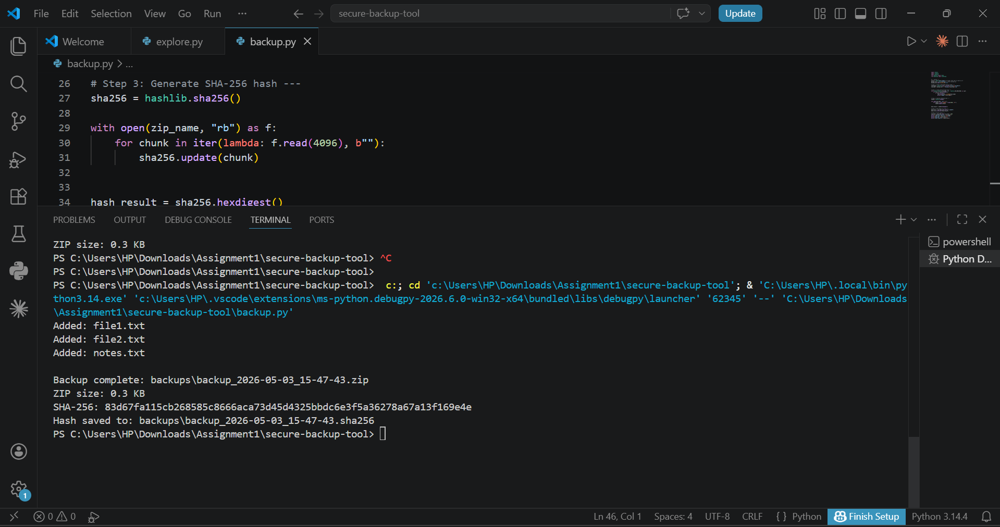 File Edit Selection View Go Run ··· secure-backup-tool Update
Welcome explore.py backup.py
backup.py > ...
26 # Step 3: Generate SHA-256 hash ---
27 sha256 = hashlib.sha256()
28
29 with open(zip_name, "rb") as f:
30 for chunk in iter(lambda: f.read(4096), b""):
31 sha256.update(chunk)
32
33
34 hash_result = sha256.hexdigest()
PROBLEMS OUTPUT DEBUG CONSOLE TERMINAL PORTS
powershell
Python D...
ZIP size: 0.3 KB
PS C:\Users\HP\Downloads\Assignment1\secure-backup-tool> ^C
PS C:\Users\HP\Downloads\Assignment1\secure-backup-tool>
PS C:\Users\HP\Downloads\Assignment1\secure-backup-tool>  c:; cd 'c:\Users\HP\Downloads\Assignment1\secure-backup-tool'; & 'C:\Users\HP\.local\bin\py
thon3.14.exe' 'c:\Users\HP\.vscode\extensions\ms-python.debugpy-2026.6.0-win32-x64\bundled\libs\debugpy\launcher' '62345' '--' 'C:\Users\HP\Downloads
\Assignment1\secure-backup-tool\backup.py'
Added: file1.txt
Added: file2.txt
Added: notes.txt
Backup complete: backups\backup_2026-05-03_15-47-43.zip
ZIP size: 0.3 KB
SHA-256: 83d67fa115cb268585c8666aca73d45d4325bbdc6e3f5a36278a67a13f169e4e
Hash saved to: backups\backup_2026-05-03_15-47-43.sha256
PS C:\Users\HP\Downloads\Assignment1\secure-backup-tool>
1
0 0 Ln 46, Col 1 Spaces: 4 UTF-8 CRLF { } Python Finish Setup Python 3.14.4